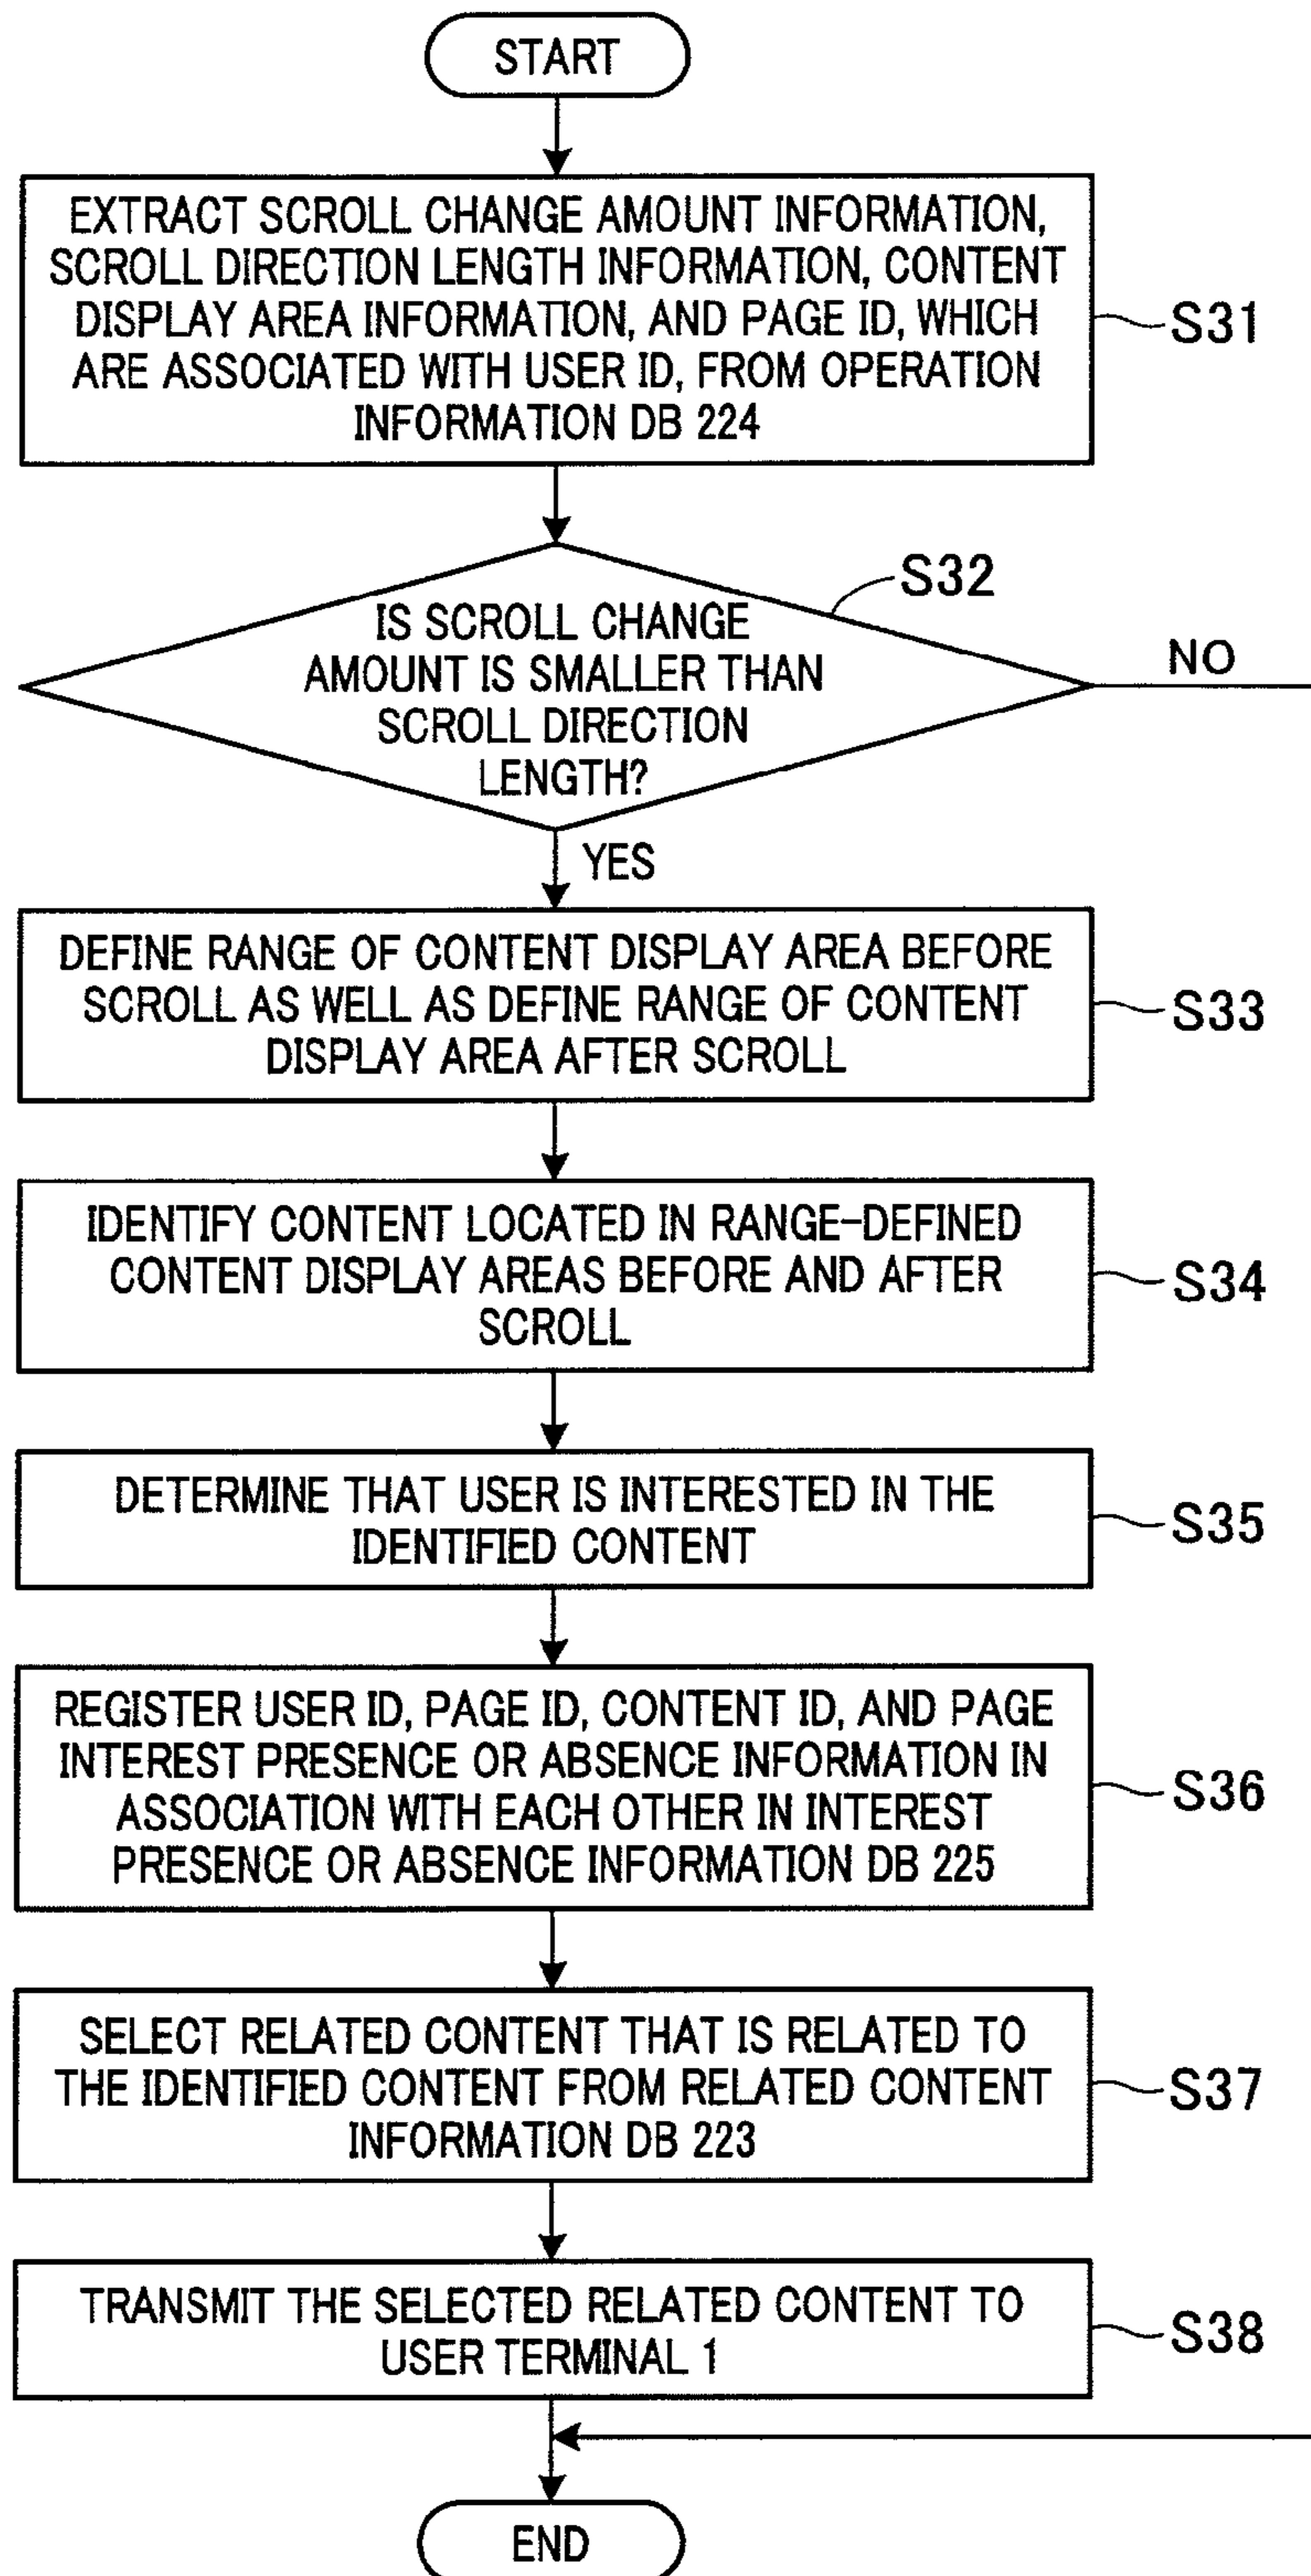 START
EXTRACT SCROLL CHANGE AMOUNT INFORMATION,
SCROLL DIRECTION LENGTH INFORMATION, CONTENT
DISPLAY AREA INFORMATION, AND PAGE ID, WHICH
ARE ASSOCIATED WITH USER ID, FROM OPERATION
INFORMATION DB 224
S31
S32
IS SCROLL CHANGE
AMOUNT IS SMALLER THAN
SCROLL DIRECTION
LENGTH?
NO
YES
DEFINE RANGE OF CONTENT DISPLAY AREA BEFORE
SCROLL AS WELL AS DEFINE RANGE OF CONTENT
DISPLAY AREA AFTER SCROLL
S33
IDENTIFY CONTENT LOCATED IN RANGE-DEFINED
CONTENT DISPLAY AREAS BEFORE AND AFTER
SCROLL
S34
DETERMINE THAT USER IS INTERESTED IN THE
IDENTIFIED CONTENT
S35
REGISTER USER ID, PAGE ID, CONTENT ID, AND PAGE
INTEREST PRESENCE OR ABSENCE INFORMATION IN
ASSOCIATION WITH EACH OTHER IN INTEREST
PRESENCE OR ABSENCE INFORMATION DB 225
S36
SELECT RELATED CONTENT THAT IS RELATED TO
THE IDENTIFIED CONTENT FROM RELATED CONTENT
INFORMATION DB 223
S37
TRANSMIT THE SELECTED RELATED CONTENT TO
USER TERMINAL 1
S38
END